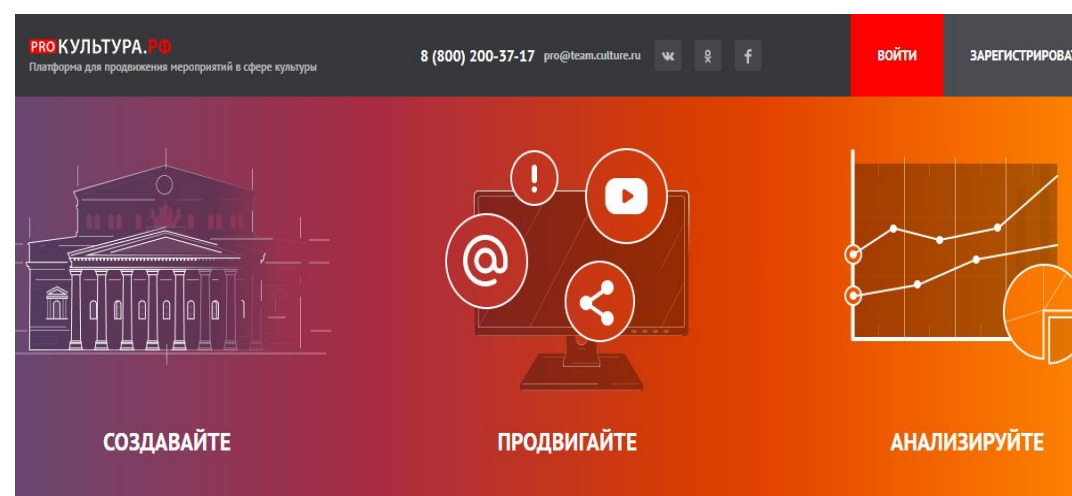 PRO КУЛЬТУРА.РФ
Платформа для продвижения мероприятий в сфере культуры
8 (800) 200-37-17 pro@team.culture.ru
ВОЙТИ
ЗАРЕГИСТРИРОВАТ
СОЗДАВАЙТЕ
ПРОДВИГАЙТЕ
АНАЛИЗИРУЙТЕ